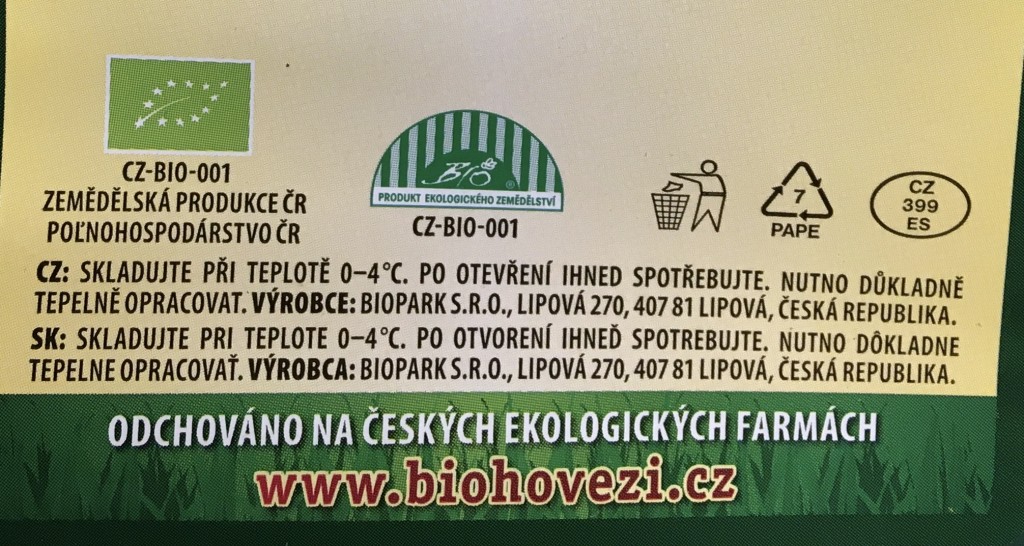 CZ-BIO-001
ZEMĚDĚLSKÁ PRODUKCE ČR
POĽNOHOSPODÁRSTVO ČR
Bio
®
PRODUKT EKOLOGICKÉHO ZEMĚDĚLSTVÍ
CZ-BIO-001
7
PAPE
CZ
399
ES
CZ: SKLADUJTE PŘI TEPLOTĚ 0–4°C. PO OTEVŘENÍ IHNED SPOTŘEBUJTE. NUTNO DŮKLADNĚ
TEPELNĚ OPRACOVAT. VÝROBCE: BIOPARK S.R.O., LIPOVÁ 270, 407 81 LIPOVÁ, ČESKÁ REPUBLIKA.
SK: SKLADUJTE PRI TEPLOTE 0–4°C. PO OTVORENÍ IHNEĎ SPOTREBUJTE. NUTNO DÔKLADNE
TEPELNE OPRACOVAŤ. VÝROBCA: BIOPARK S.R.O., LIPOVÁ 270, 407 81 LIPOVÁ, ČESKÁ REPUBLIKA.
ODCHOVÁNO NA ČESKÝCH EKOLOGICKÝCH FARMÁCH
www.biohovezi.cz